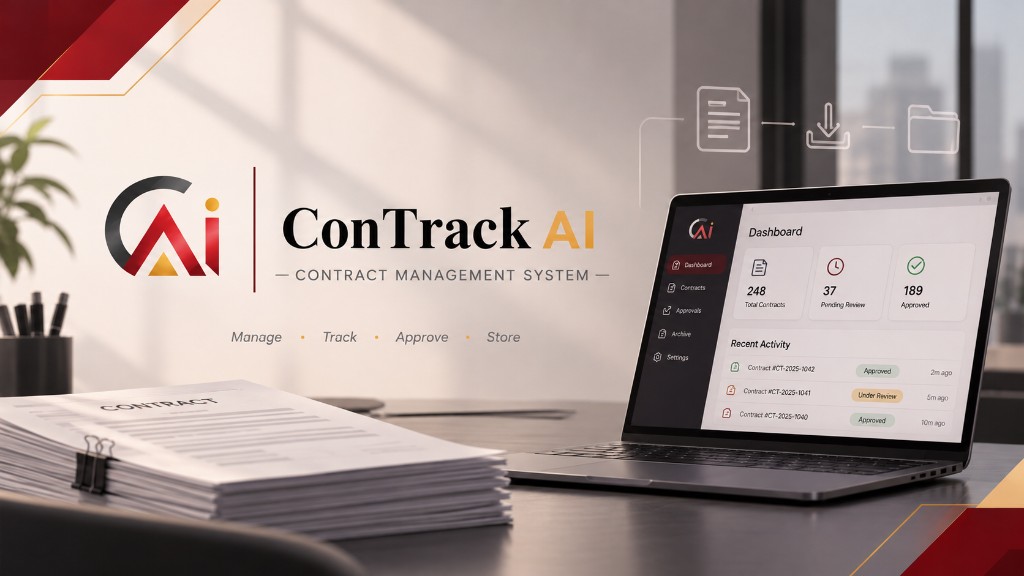 Ai
ConTrack AI
CONTRACT MANAGEMENT SYSTEM
Manage • Track • Approve • Store
CONTRACT
Ai
Dashboard
Contracts
Approvals
Archive
Settings
Dashboard
248
Total Contracts
37
Pending Review
189
Approved
Recent Activity
Contract #CT-2025-1042 Approved 2m ago
Contract #CT-2025-1041 Under Review 5m ago
Contract #CT-2025-1040 Approved 10m ago